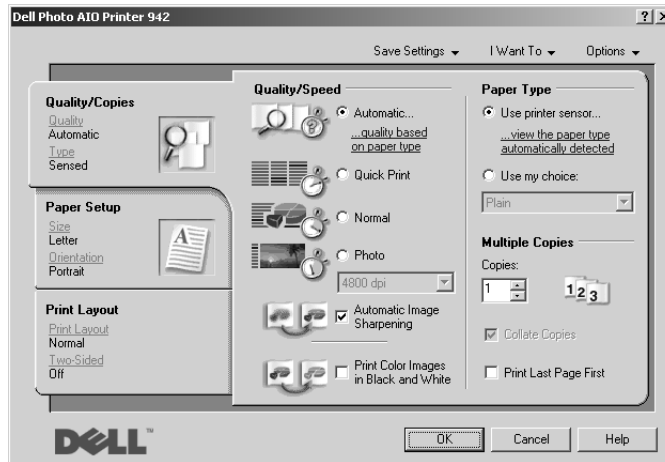 Dell Photo AIO Printer 942
Save Settings
I Want To
Options
Quality/Copies
Quality
Automatic
Type
Sensed
Paper Setup
Size
Letter
Orientation
Portrait
Print Layout
Print Layout
Normal
Two-Sided
Off
Quality/Speed
Automatic...
...quality based
on paper type
Quick Print
Normal
Photo
4800 dpi
Automatic Image
Sharpening
Print Color Images
in Black and White
Paper Type
Use printer sensor...
...view the paper type
automatically detected
Use my choice:
Plain
Multiple Copies
Copies:
1
1 2 3
Collate Copies
Print Last Page First
DELL™
OK
Cancel
Help